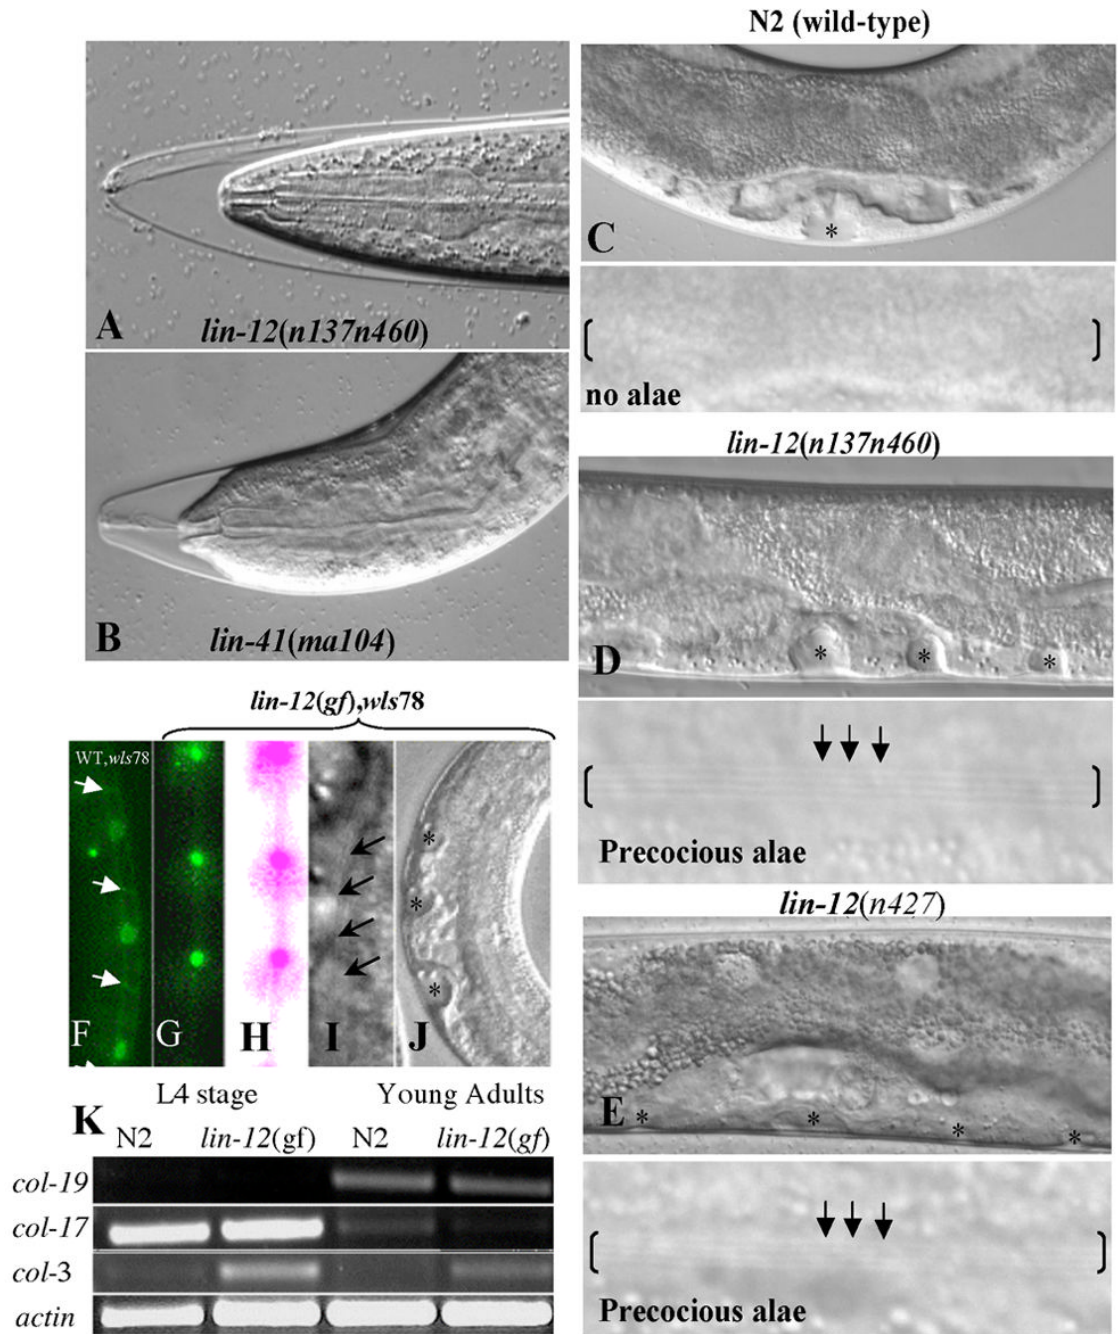 N2 (wild-type)
A
lin-12(n137n460)
B
lin-41(ma104)
*
C
no alae
lin-12(n137n460)
* * *
D
Precocious alae
lin-12(n427)
* * * *
E
Precocious alae
lin-12(gf),wls78
WT,wls78
F G H I J
* * *
L4 stage Young Adults
K
N2 lin-12(gf) N2 lin-12(gf)
col-19
col-17
col-3
actin